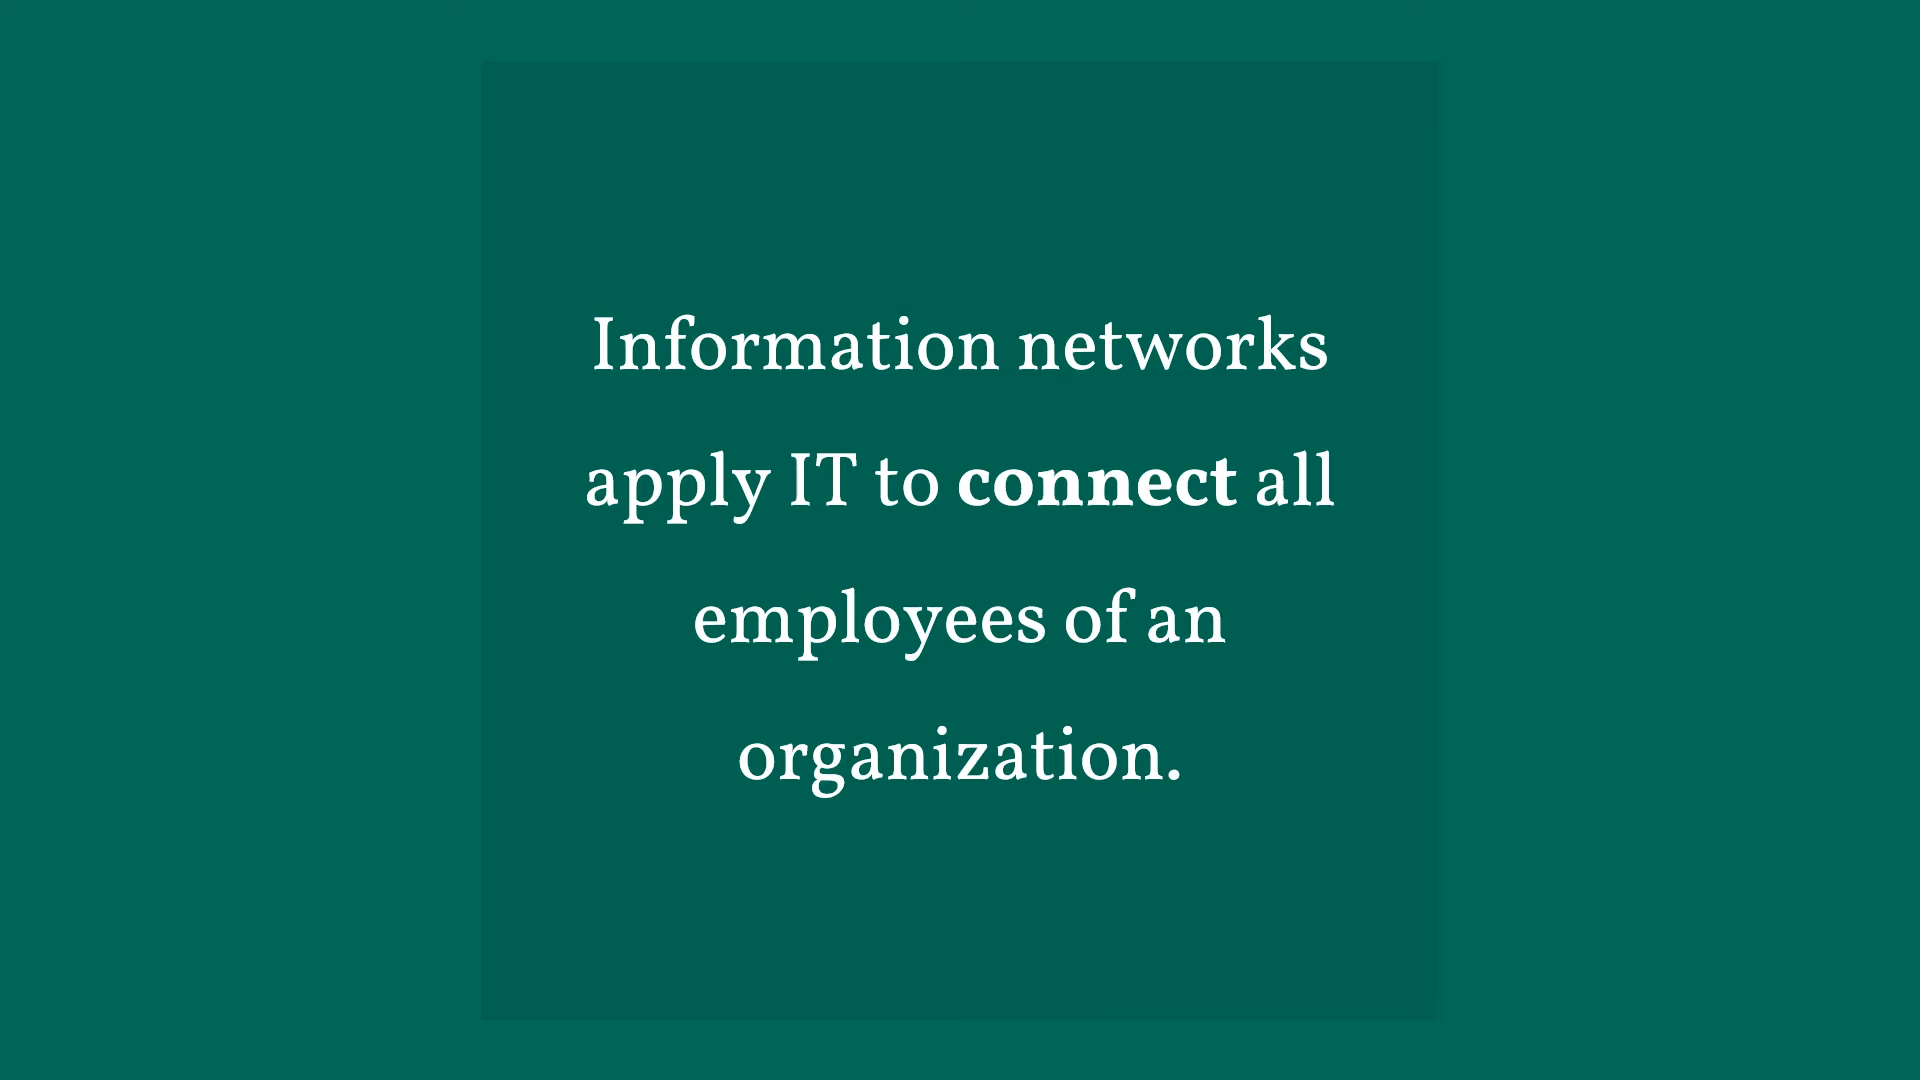 Information networks
apply IT to connect all
employees of an
organization.